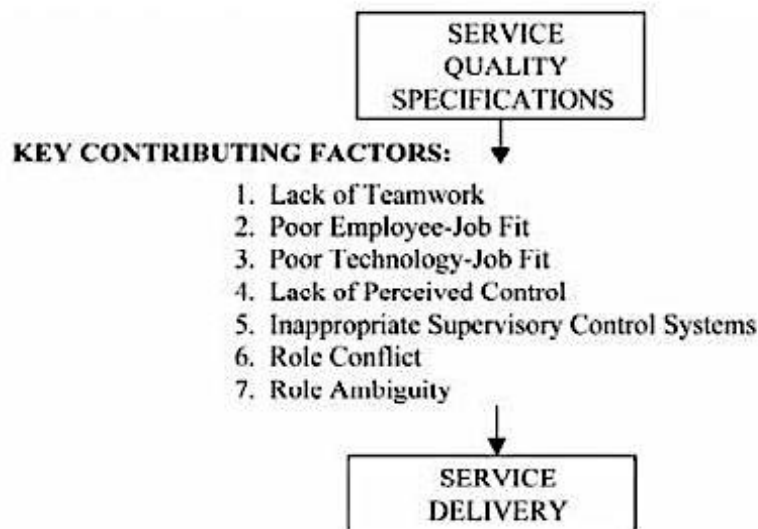 SERVICE
QUALITY
SPECIFICATIONS
KEY CONTRIBUTING FACTORS:
1. Lack of Teamwork
2. Poor Employee-Job Fit
3. Poor Technology-Job Fit
4. Lack of Perceived Control
5. Inappropriate Supervisory Control Systems
6. Role Conflict
7. Role Ambiguity
SERVICE
DELIVERY